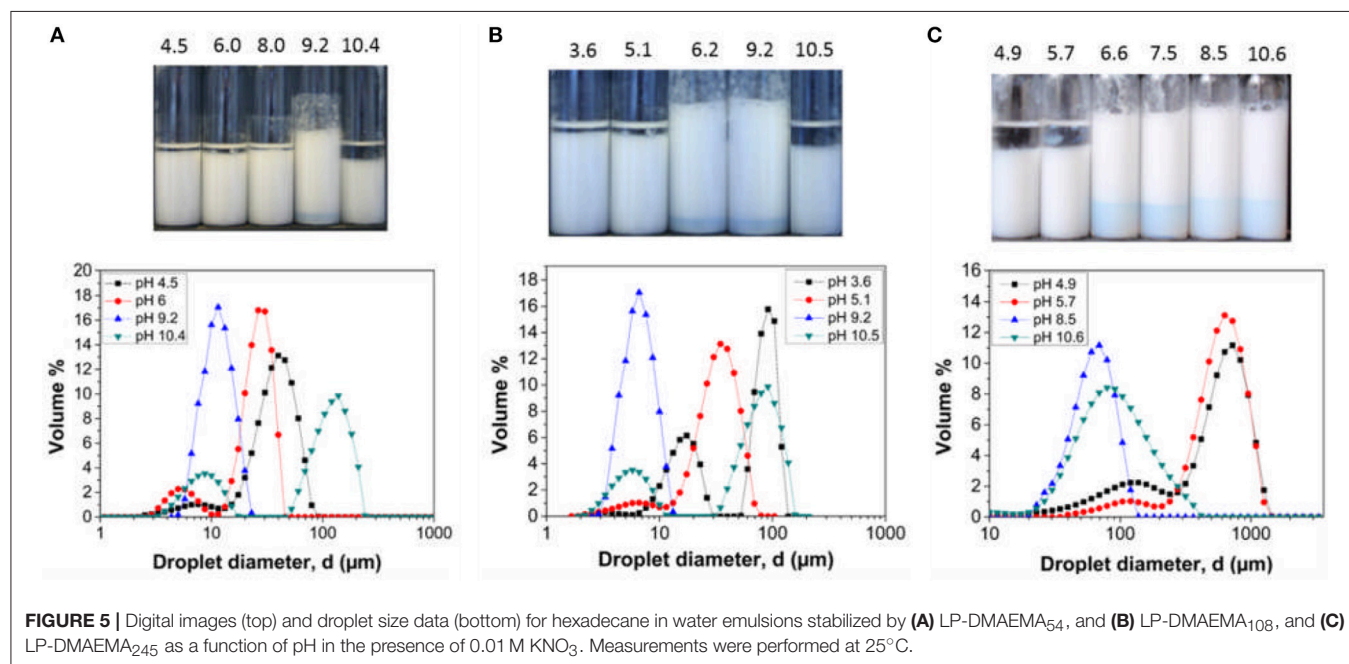 A
4.5 6.0 8.0 9.2 10.4
20
18
16
14
12
10
8
6
4
2
0
Volume %
pH 4.5
pH 6
pH 9.2
pH 10.4
1 10 100 1000
Droplet diameter, d (µm)
B
3.6 5.1 6.2 9.2 10.5
18
16
14
12
10
8
6
4
2
0
Volume %
pH 3.6
pH 5.1
pH 9.2
pH 10.5
1 10 100 1000
Droplet diameter, d (µm)
C
4.9 5.7 6.6 7.5 8.5 10.6
16
14
12
10
8
6
4
2
0
Volume %
pH 4.9
pH 5.7
pH 8.5
pH 10.6
10 100 1000
Droplet diameter, d (µm)
FIGURE 5 | Digital images (top) and droplet size data (bottom) for hexadecane in water emulsions stabilized by (A) LP-DMAEMA54, and (B) LP-DMAEMA108, and (C)
LP-DMAEMA245 as a function of pH in the presence of 0.01 M KNO3. Measurements were performed at 25°C.